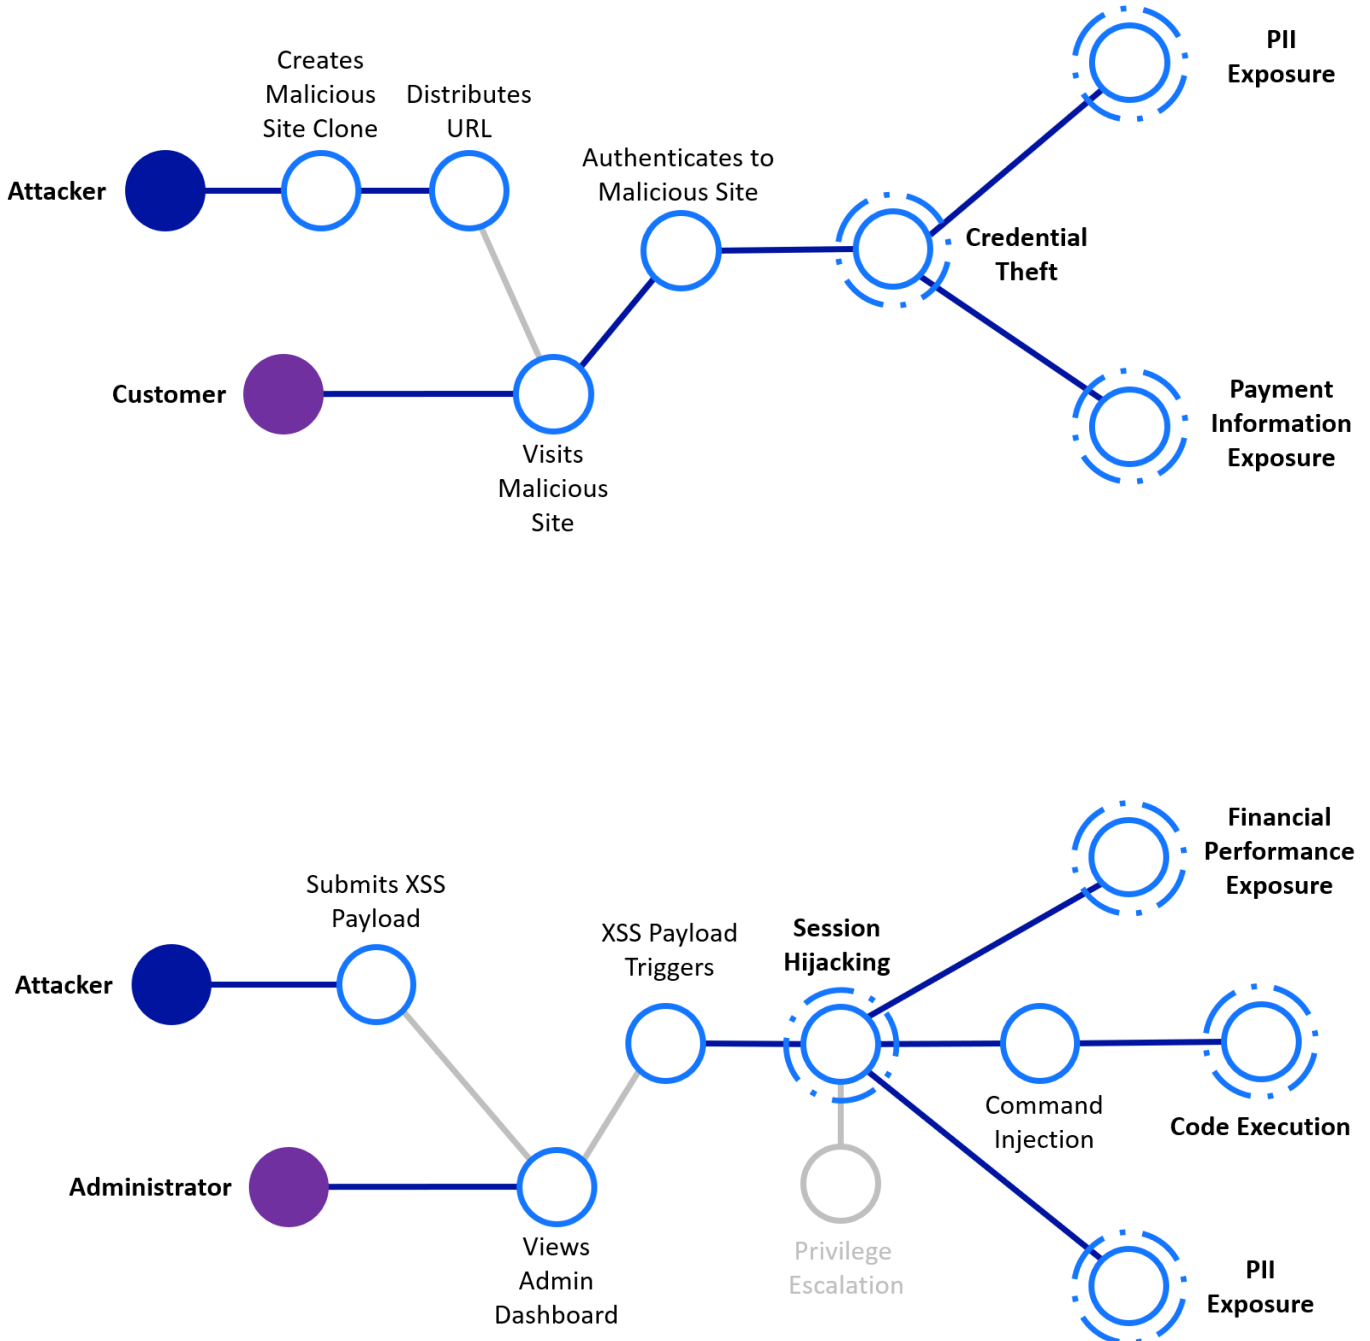 Creates
Malicious
Site Clone
Distributes
URL
Attacker
Authenticates to
Malicious Site
PII
Exposure
Credential
Theft
Customer
Visits
Malicious
Site
Payment
Information
Exposure
Submits XSS
Payload
Attacker
XSS Payload
Triggers
Session
Hijacking
Financial
Performance
Exposure
Command
Injection
Code Execution
Administrator
Views
Admin
Dashboard
Privilege
Escalation
PII
Exposure